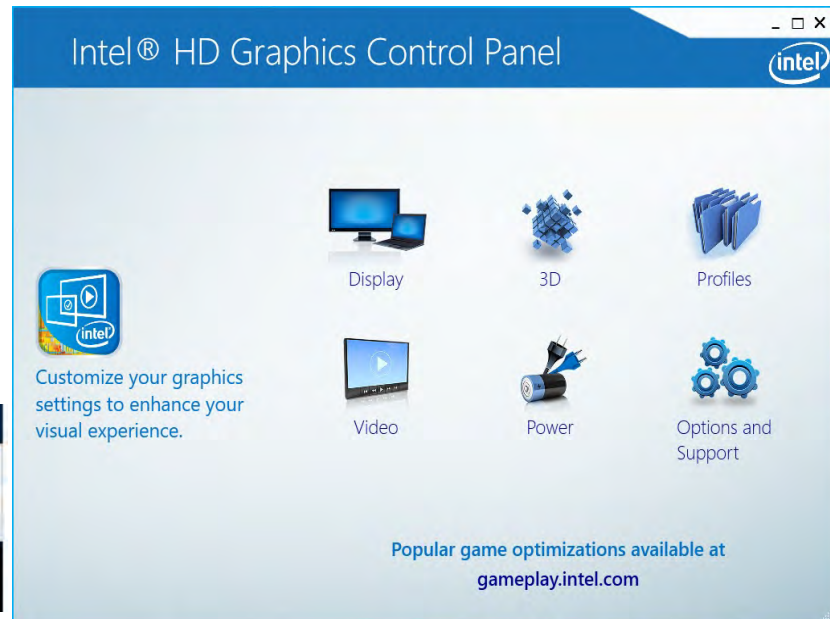 Intel® HD Graphics Control Panel
intel
Display
3D
Profiles
intel
Customize your graphics
settings to enhance your
visual experience.
Video
Power
Options and
Support
Popular game optimizations available at
gameplay.intel.com